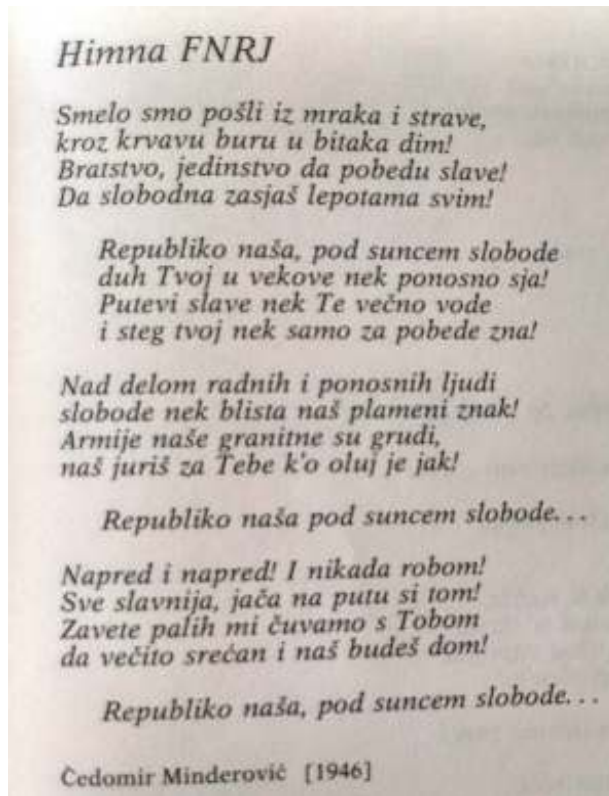 Himna FNRJ
Smelo smo pošli iz mraka i strave,
kroz krvavu buru u bitaka dim!
Bratstvo, jedinstvo da pobedu slave!
Da slobodna zasjaš lepotama svim!
Republiko naša, pod suncem slobode
duh Tvoj u vekove nek ponosno sja!
Putevi slave nek Te večno vode
i steg tvoj nek samo za pobede zna!
Nad delom radnih i ponosnih ljudi
slobode nek blista naš plameni znak!
Armije naše granitne su grudi,
naš juriš za Tebe k'o oluj je jak!
Republiko naša pod suncem slobode...
Napred i napred! I nikada robom!
Sve slavnija, jača na putu si tom!
Zavete palih mi čuvamo s Tobom
da večito srećan i naš budeš dom!
Republiko naša, pod suncem slobode...
Čedomir Minderović [1946]